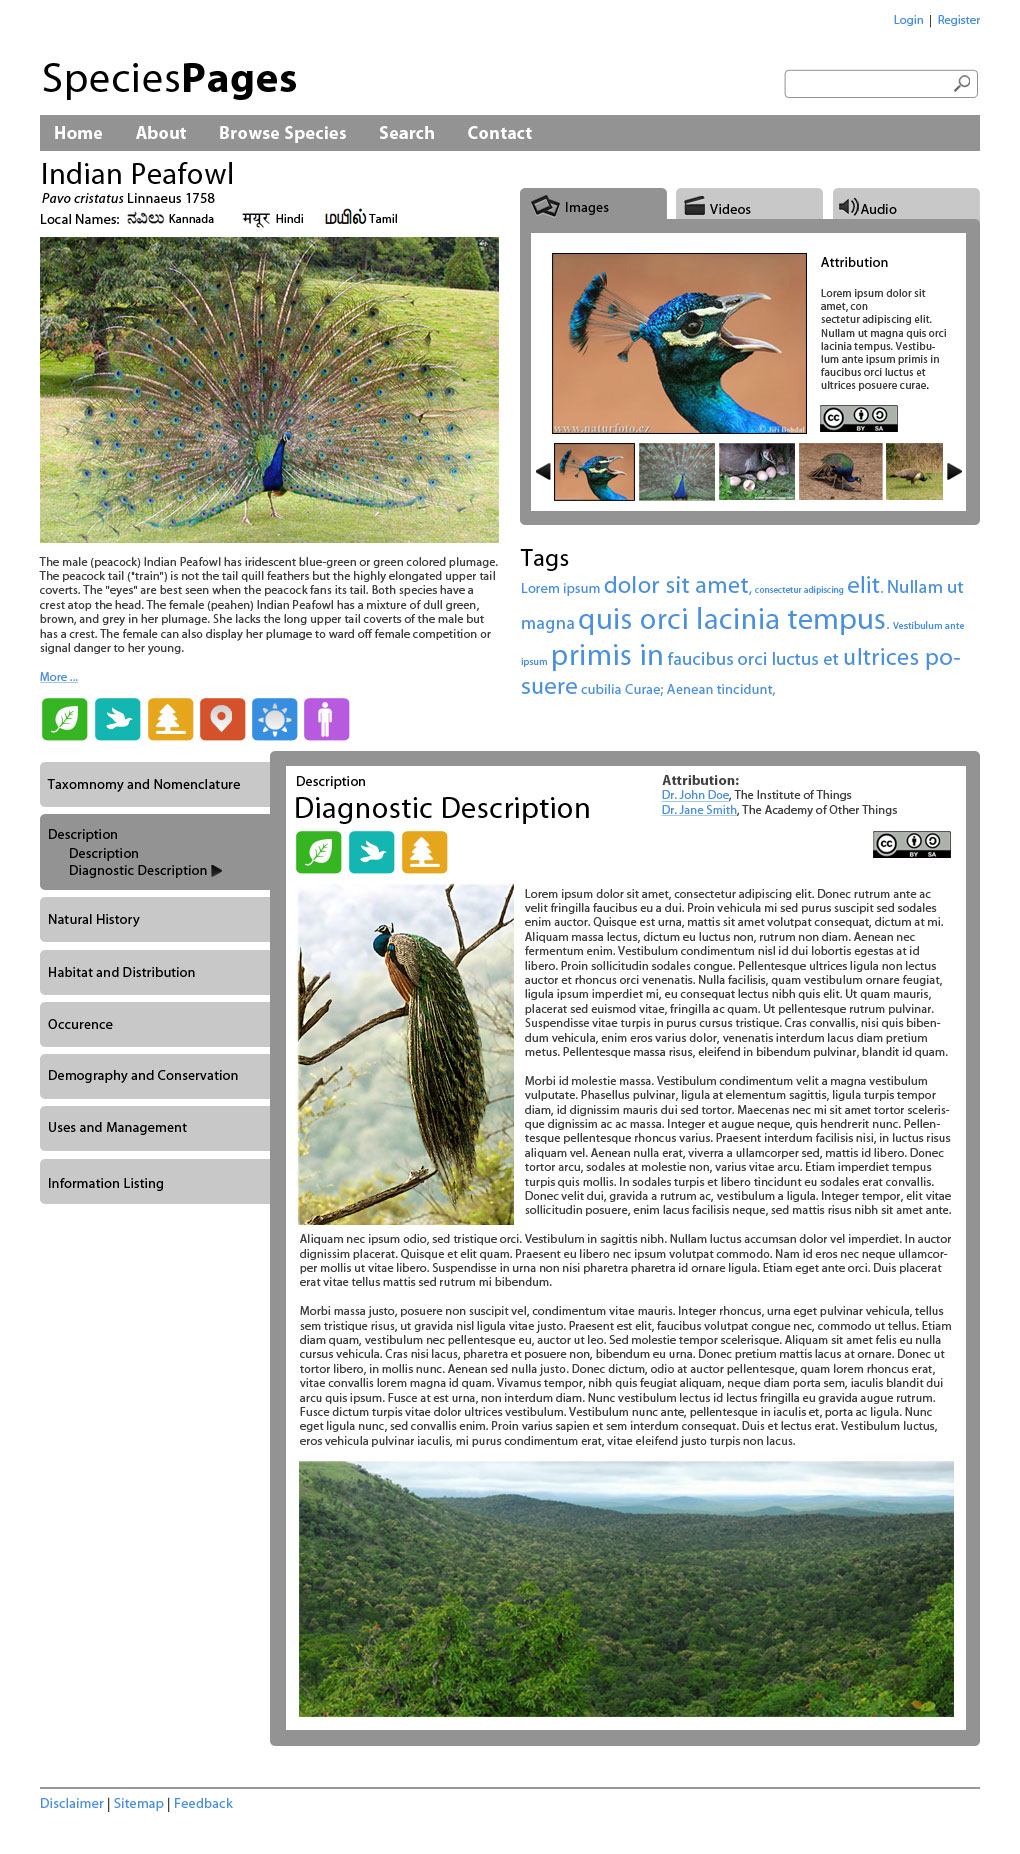 Login | Register
SpeciesPages
Home About Browse Species Search Contact
Indian Peafowl
Pavo cristatus Linnaeus 1758
Local Names: ನವಿಲು Kannada मयूर Hindi மயில் Tamil
Images Videos Audio
Attribution
Lorem ipsum dolor sit
amet, con
sectetur adipiscing elit.
Nullam ut magna quis orci
lacinia tempus. Vestibu-
lum ante ipsum primis in
faucibus orci luctus et
ultrices posuere curae.
www.naturfoto.cz © Jiří Bohdal
cc BY SA
The male (peacock) Indian Peafowl has iridescent blue-green or green colored plumage.
The peacock tail ("train") is not the tail quill feathers but the highly elongated upper tail
coverts. The "eyes" are best seen when the peacock fans its tail. Both species have a
crest atop the head. The female (peahen) Indian Peafowl has a mixture of dull green,
brown, and grey in her plumage. She lacks the long upper tail coverts of the male but
has a crest. The female can also display her plumage to ward off female competition or
signal danger to her young.
More ...
Tags
Lorem ipsum dolor sit amet, consectetur adipiscing elit. Nullam ut
magna quis orci lacinia tempus. Vestibulum ante
ipsum primis in faucibus orci luctus et ultrices po-
suere cubilia Curae; Aenean tincidunt,
Taxomnomy and Nomenclature
Description
Description
Diagnostic Description
Natural History
Habitat and Distribution
Occurence
Demography and Conservation
Uses and Management
Information Listing
Description
Diagnostic Description
Attribution:
Dr. John Doe, The Institute of Things
Dr. Jane Smith, The Academy of Other Things
cc BY SA
Lorem ipsum dolor sit amet, consectetur adipiscing elit. Donec rutrum ante ac
velit fringilla faucibus eu a dui. Proin vehicula mi sed purus suscipit sed sodales
enim auctor. Quisque est urna, mattis sit amet volutpat consequat, dictum at mi.
Aliquam massa lectus, dictum eu luctus non, rutrum non diam. Aenean nec
fermentum enim. Vestibulum condimentum nisl id dui lobortis egestas at id
libero. Proin sollicitudin sodales congue. Pellentesque ultrices ligula non lectus
auctor et rhoncus orci venenatis. Nulla facilisis, quam vestibulum ornare feugiat,
ligula ipsum imperdiet mi, eu consequat lectus nibh quis elit. Ut quam mauris,
placerat sed euismod vitae, fringilla ac quam. Ut pellentesque rutrum pulvinar.
Suspendisse vitae turpis in purus cursus tristique. Cras convallis, nisi quis biben-
dum vehicula, enim eros varius dolor, venenatis interdum lacus diam pretium
metus. Pellentesque massa risus, eleifend in bibendum pulvinar, blandit id quam.
Morbi id molestie massa. Vestibulum condimentum velit a magna vestibulum
vulputate. Phasellus pulvinar, ligula at elementum sagittis, ligula turpis tempor
diam, id dignissim mauris dui sed tortor. Maecenas nec mi sit amet tortor sceleris-
que dignissim ac ac massa. Integer et augue neque, quis hendrerit nunc. Pellen-
tesque pellentesque rhoncus varius. Praesent interdum facilisis nisi, in luctus risus
aliquam vel. Aenean nulla erat, viverra a ullamcorper sed, mattis id libero. Donec
tortor arcu, sodales at molestie non, varius vitae arcu. Etiam imperdiet tempus
turpis quis mollis. In sodales turpis et libero tincidunt eu sodales erat convallis.
Donec velit dui, gravida a rutrum ac, vestibulum a ligula. Integer tempor, elit vitae
sollicitudin posuere, enim lacus facilisis neque, sed mattis risus nibh sit amet ante.
Aliquam nec ipsum odio, sed tristique orci. Vestibulum in sagittis nibh. Nullam luctus accumsan dolor vel imperdiet. In auctor
dignissim placerat. Quisque et elit quam. Praesent eu libero nec ipsum volutpat commodo. Nam id eros nec neque ullamcor-
per mollis ut vitae libero. Suspendisse in urna non nisi pharetra pharetra id ornare ligula. Etiam eget ante orci. Duis placerat
erat vitae tellus mattis sed rutrum mi bibendum.
Morbi massa justo, posuere non suscipit vel, condimentum vitae mauris. Integer rhoncus, urna eget pulvinar vehicula, tellus
sem tristique risus, ut gravida nisl ligula vitae justo. Praesent est elit, faucibus volutpat congue nec, commodo ut tellus. Etiam
diam quam, vestibulum nec pellentesque eu, auctor ut leo. Sed molestie tempor scelerisque. Aliquam sit amet felis eu nulla
cursus vehicula. Cras nisi lacus, pharetra et posuere non, bibendum eu urna. Donec pretium mattis lacus at ornare. Donec ut
tortor libero, in mollis nunc. Aenean sed nulla justo. Donec dictum, odio at auctor pellentesque, quam lorem rhoncus erat,
vitae convallis lorem magna id quam. Vivamus tempor, nibh quis feugiat aliquam, neque diam porta sem, iaculis blandit dui
arcu quis ipsum. Fusce at est urna, non interdum diam. Nunc vestibulum lectus id lectus fringilla eu gravida augue rutrum.
Fusce dictum turpis vitae dolor ultrices vestibulum. Vestibulum nunc ante, pellentesque in iaculis et, porta ac ligula. Nunc
eget ligula nunc, sed convallis enim. Proin varius sapien et sem interdum consequat. Duis et lectus erat. Vestibulum luctus,
eros vehicula pulvinar iaculis, mi purus condimentum erat, vitae eleifend justo turpis non lacus.
Disclaimer | Sitemap | Feedback